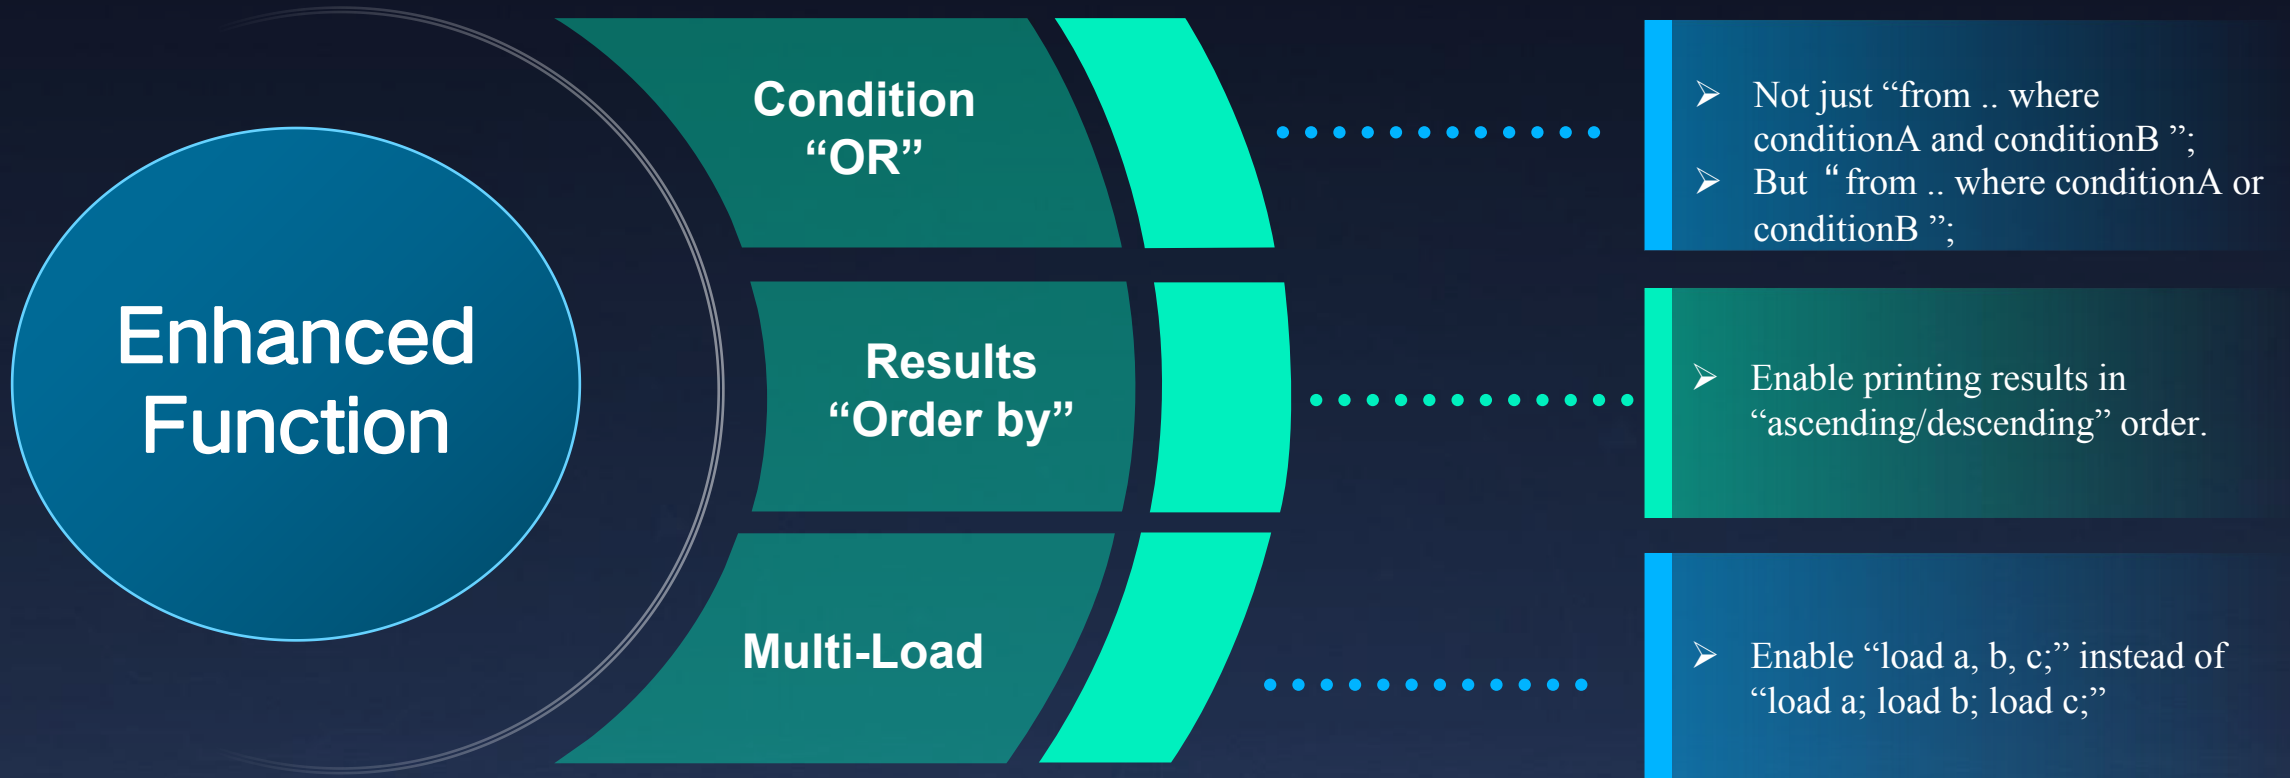 Enhanced
Function
Condition
“OR”
➢ Not just “from .. where
conditionA and conditionB ”;
➢ But “from .. where conditionA or
conditionB ”;
Results
“Order by”
➢ Enable printing results in
“ascending/descending” order.
Multi-Load
➢ Enable “load a, b, c;” instead of
“load a; load b; load c;”